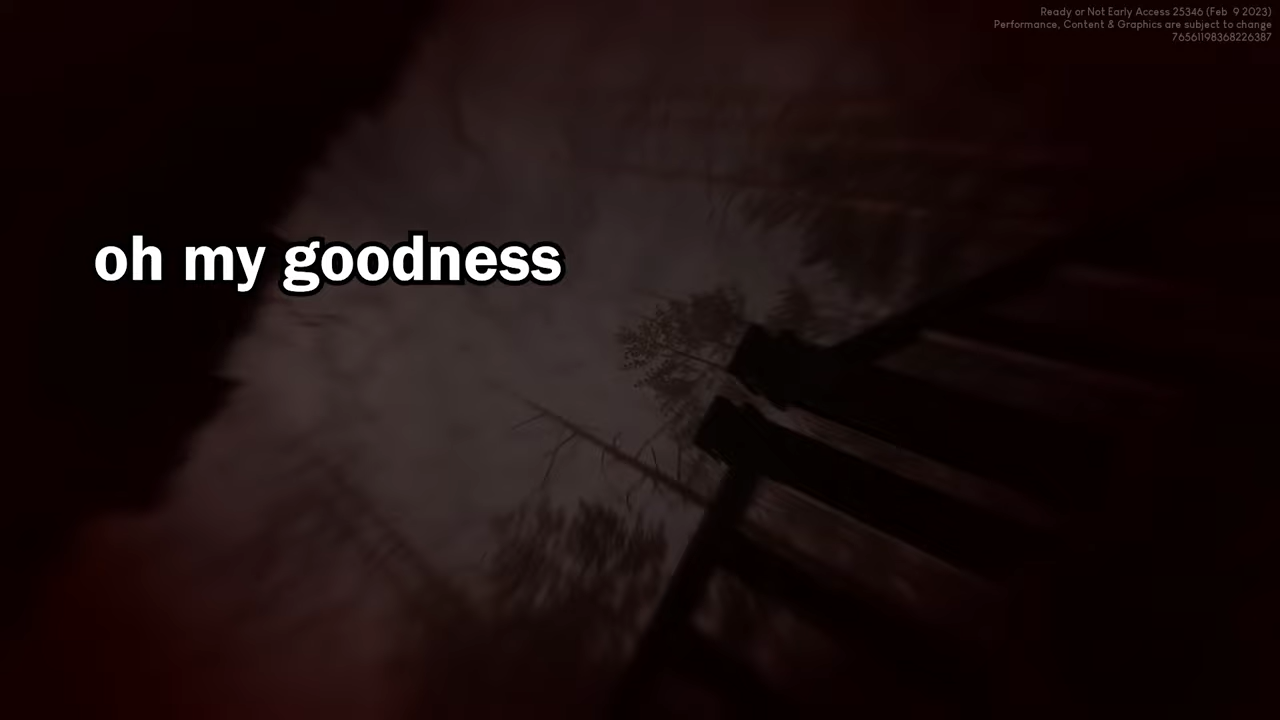 Ready or Not Early Access 25346 (Feb 9 2023)
Performance, Content & Graphics are subject to change
76561198368226387
oh my goodness